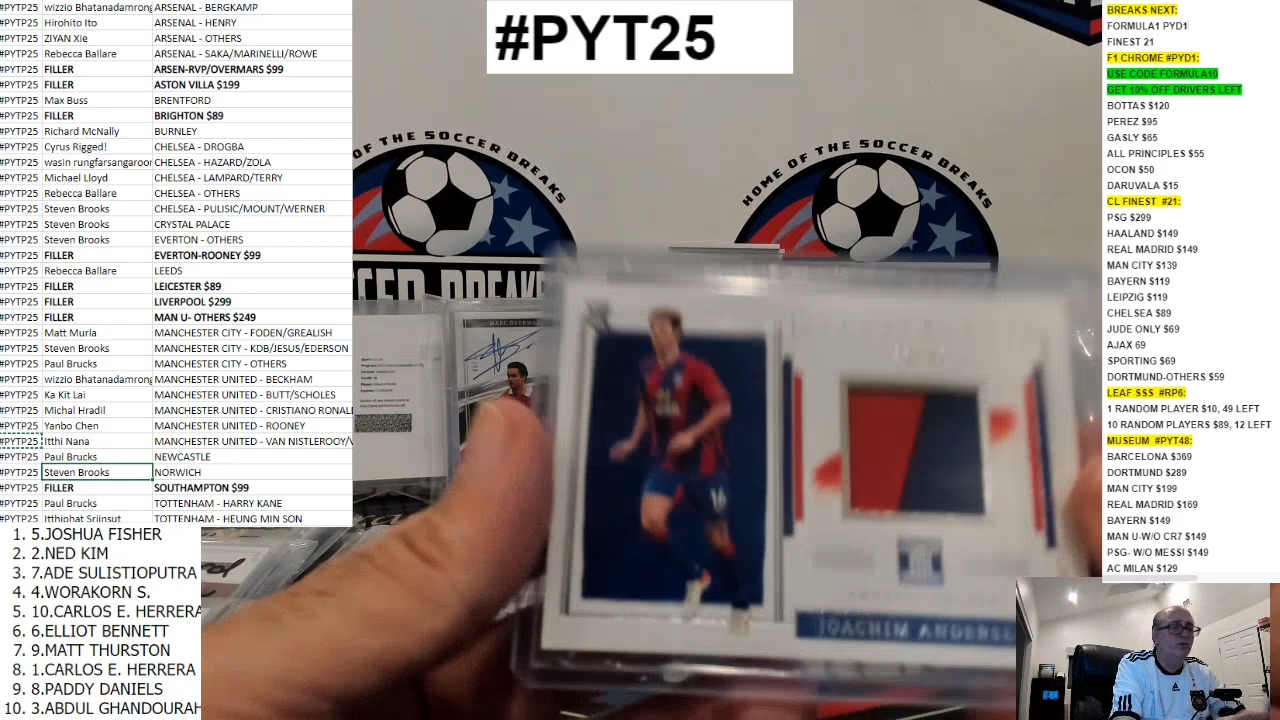 #PYTP25 wizzio Bhatanadamrong ARSENAL - BERGKAMP
#PYTP25 Hirohito Ito ARSENAL - HENRY
#PYTP25 ZIYAN Xie ARSENAL - OTHERS
#PYTP25 Rebecca Ballare ARSENAL - SAKA/MARINELLI/ROWE
#PYTP25 FILLER ARSEN-RVP/OVERMARS $99
#PYTP25 FILLER ASTON VILLA $199
#PYTP25 Max Buss BRENTFORD
#PYTP25 FILLER BRIGHTON $89
#PYTP25 Richard McNally BURNLEY
#PYTP25 Cyrus Rigged! CHELSEA - DROGBA
#PYTP25 wasin rungfarsangaroon CHELSEA - HAZARD/ZOLA
#PYTP25 Michael Lloyd CHELSEA - LAMPARD/TERRY
#PYTP25 Rebecca Ballare CHELSEA - OTHERS
#PYTP25 Steven Brooks CHELSEA - PULISIC/MOUNT/WERNER
#PYTP25 Steven Brooks CRYSTAL PALACE
#PYTP25 Steven Brooks EVERTON - OTHERS
#PYTP25 FILLER EVERTON-ROONEY $99
#PYTP25 Rebecca Ballare LEEDS
#PYTP25 FILLER LEICESTER $89
#PYTP25 FILLER LIVERPOOL $299
#PYTP25 FILLER MAN U- OTHERS $249
#PYTP25 Matt Murla MANCHESTER CITY - FODEN/GREALISH
#PYTP25 Steven Brooks MANCHESTER CITY - KDB/JESUS/EDERSON
#PYTP25 Paul Brucks MANCHESTER CITY - OTHERS
#PYTP25 wizzio Bhatanadamrong MANCHESTER UNITED - BECKHAM
#PYTP25 Ka Kit Lai MANCHESTER UNITED - BUTT/SCHOLES
#PYTP25 Michal Hradil MANCHESTER UNITED - CRISTIANO/RONAL
#PYTP25 Yanbo Chen MANCHESTER UNITED - ROONEY
#PYTP25 Itthi Nana MANCHESTER UNITED - VAN NISTLEROOY/V
#PYTP25 Paul Brucks NEWCASTLE
#PYTP25 Steven Brooks NORWICH
#PYTP25 FILLER SOUTHAMPTON $99
#PYTP25 Paul Brucks TOTTENHAM - HARRY KANE
#PYTP25 Itthiphat Srijnsut TOTTENHAM - HEUNG MIN SON
1. 5.JOSHUA FISHER
2. 2.NED KIM
3. 7.ADE SULISTIOPUTRA
4. 4.WORAKORN S.
5. 10.CARLOS E. HERRERA
6. 6.ELLIOT BENNETT
7. 9.MATT THURSTON
8. 1.CARLOS E. HERRERA
9. 8.PADDY DANIELS
10. 3.ABDUL GHANDOURAH
#PYT25
OF THE SOCCER BREAKS
HOME OF THE SOCCER BREAKS
MARC OVERMARS
JOACHIM ANDERS
BREAKS NEXT:
FORMULA1 PYD1
FINEST 21
F1 CHROME #PYD1:
USE CODE FORMULA10
GET 10% OFF DRIVERS LEFT
BOTTAS $120
PEREZ $95
GASLY $65
ALL PRINCIPLES $55
OCON $50
DARUVALA $15
CL FINEST #21:
PSG $299
HAALAND $149
REAL MADRID $149
MAN CITY $139
BAYERN $119
LEIPZIG $119
CHELSEA $89
JUDE ONLY $69
AJAX 69
SPORTING $69
DORTMUND-OTHERS $59
LEAF SSS #RP6:
1 RANDOM PLAYER $10, 49 LEFT
10 RANDOM PLAYERS $89, 12 LEFT
MUSEUM #PYT48:
BARCELONA $369
DORTMUND $289
MAN CITY $199
REAL MADRID $169
BAYERN $149
MAN U-W/O CR7 $149
PSG- W/O MESSI $149
AC MILAN $129